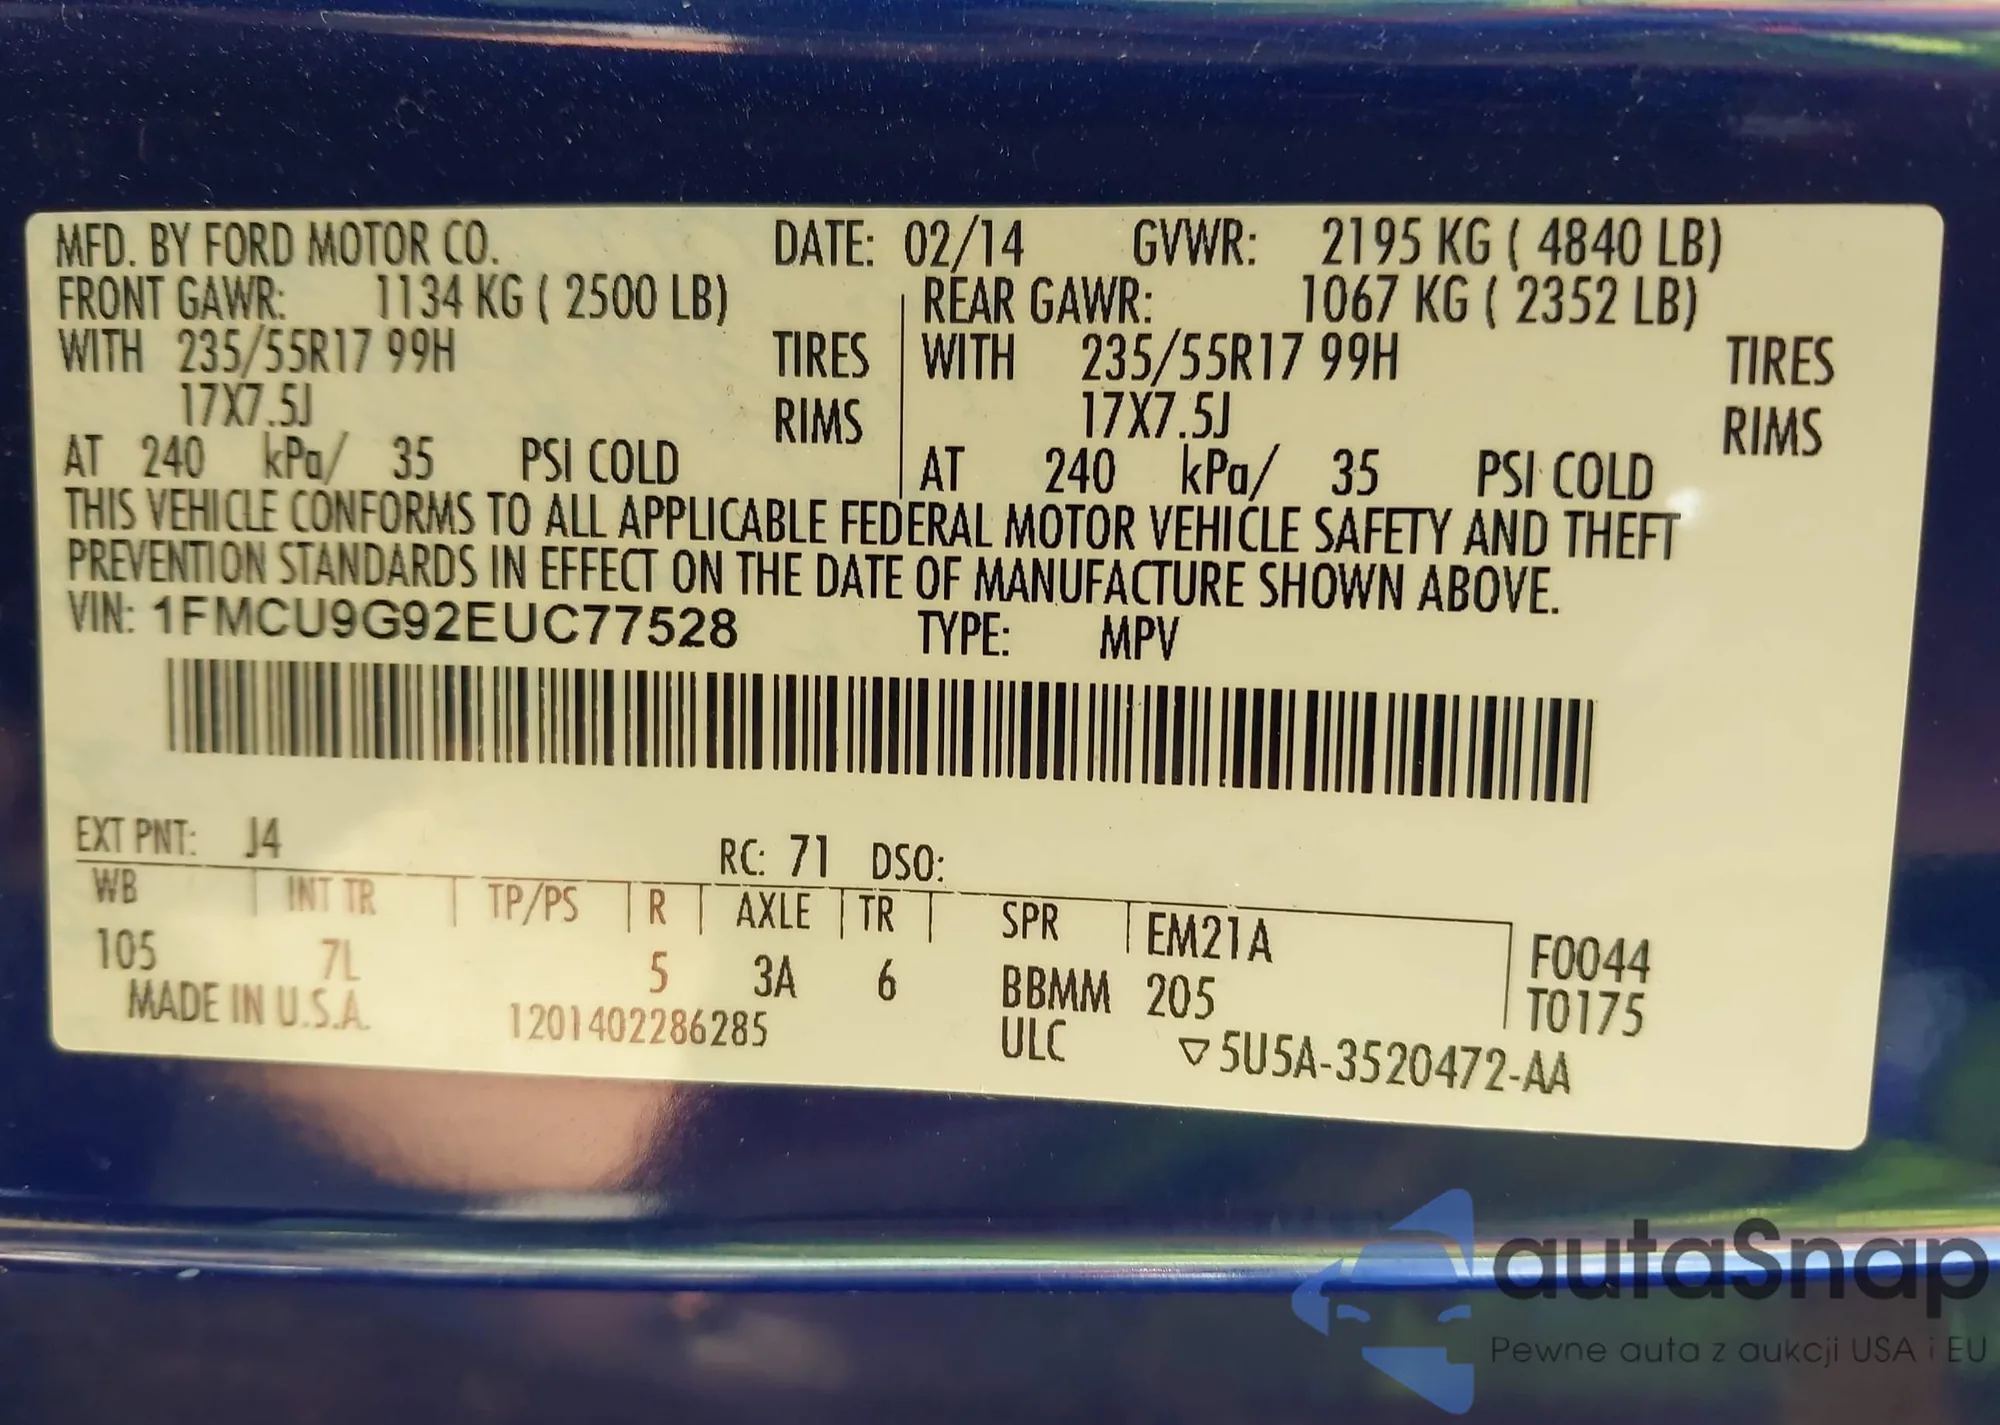 MFD. BY FORD MOTOR CO. DATE: 02/14 GVWR: 2195 KG ( 4840 LB)
FRONT GAWR: 1134 KG ( 2500 LB) REAR GAWR: 1067 KG ( 2352 LB)
WITH 235/55R17 99H TIRES WITH 235/55R17 99H TIRES
17X7.5J RIMS 17X7.5J RIMS
AT 240 kPa/ 35 PSI COLD AT 240 kPa/ 35 PSI COLD
THIS VEHICLE CONFORMS TO ALL APPLICABLE FEDERAL MOTOR VEHICLE SAFETY AND THEFT
PREVENTION STANDARDS IN EFFECT ON THE DATE OF MANUFACTURE SHOWN ABOVE.
VIN: 1FMCU9G92EUC77528 TYPE: MPV
EXT PNT: J4 RC: 71 DSO:
WB INT TR TP/PS R AXLE TR SPR EM21A F0044
105 7L 5 3A 6 BBMM 205 T0175
MADE IN U.S.A. 1201402286285 ULC ▽5U5A-3520472-AA
autaSnap
Pewne auta z aukcji USA i EU